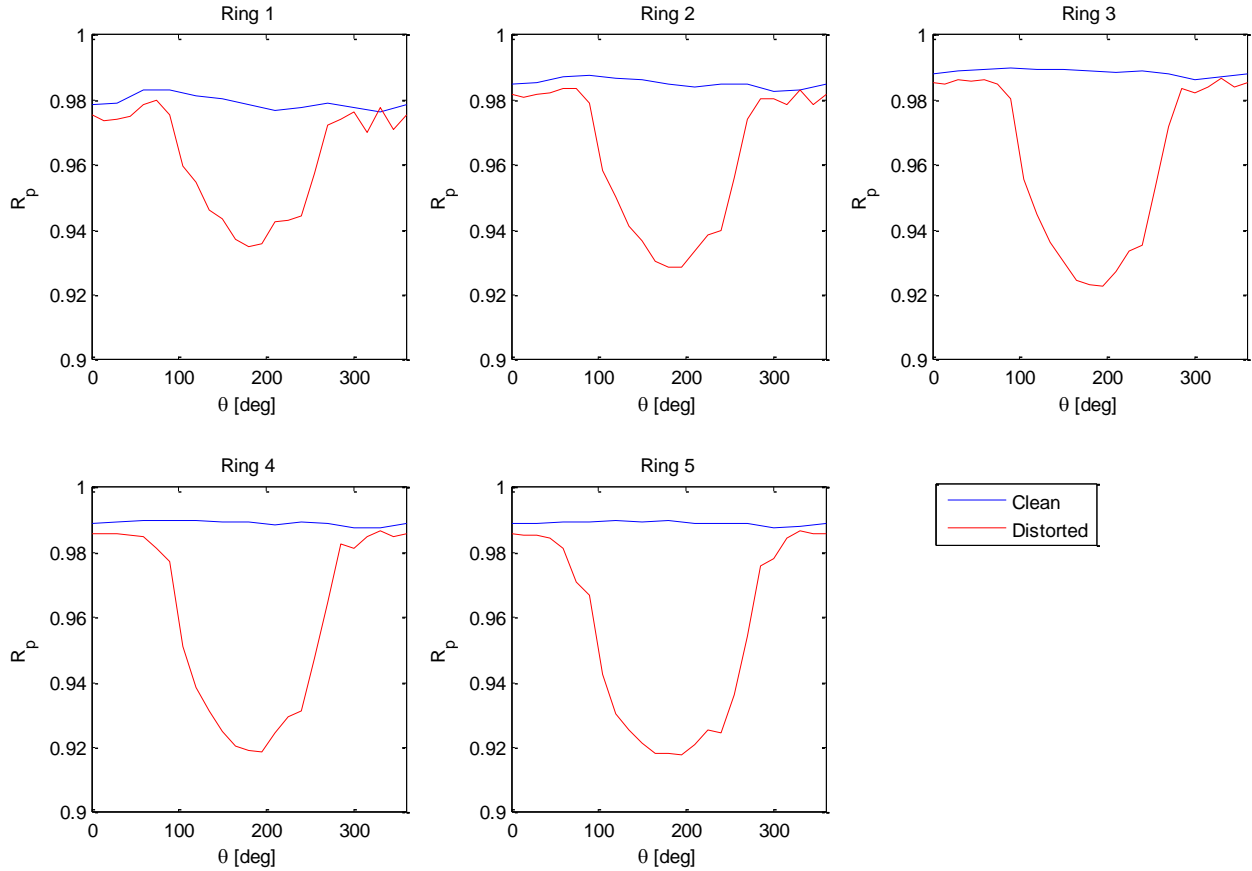 Ring 1
1
0.98
0.96
0.94
0.92
0.9
R_p
0 100 200 300
θ [deg]
Ring 2
1
0.98
0.96
0.94
0.92
0.9
R_p
0 100 200 300
θ [deg]
Ring 3
1
0.98
0.96
0.94
0.92
0.9
R_p
0 100 200 300
θ [deg]
Ring 4
1
0.98
0.96
0.94
0.92
0.9
R_p
0 100 200 300
θ [deg]
Ring 5
1
0.98
0.96
0.94
0.92
0.9
R_p
0 100 200 300
θ [deg]
Clean
Distorted